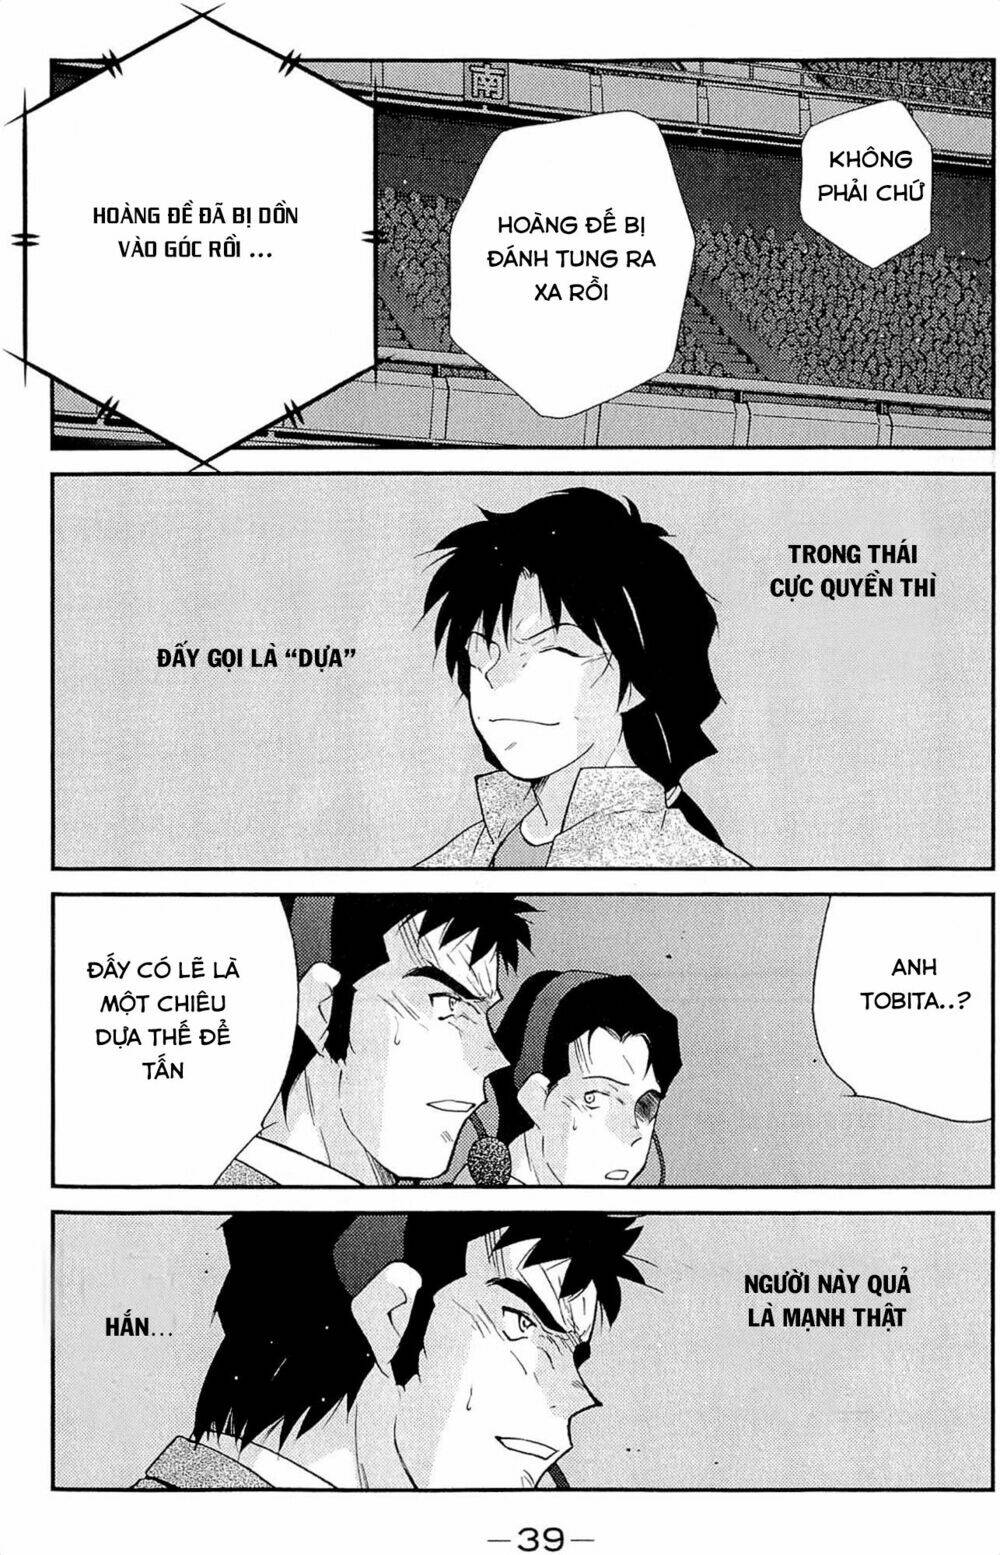 KHÔNG
PHẢI CHỨ
HOÀNG ĐẾ BỊ
ĐÁNH TUNG RA
XA RỒI
HOÀNG ĐỀ ĐÃ BỊ DỒN
VÀO GÓC RỒI ...
南
TRONG THÁI
CỰC QUYỀN THÌ
ĐẤY GỌI LÀ “DỰA”
ANH
TOBITA..?
ĐẤY CÓ LẼ LÀ
MỘT CHIÊU
DỰA THẾ ĐỂ
TẤN
NGƯỜI NÀY QUẢ
LÀ MẠNH THẬT
HẮN...
—39—